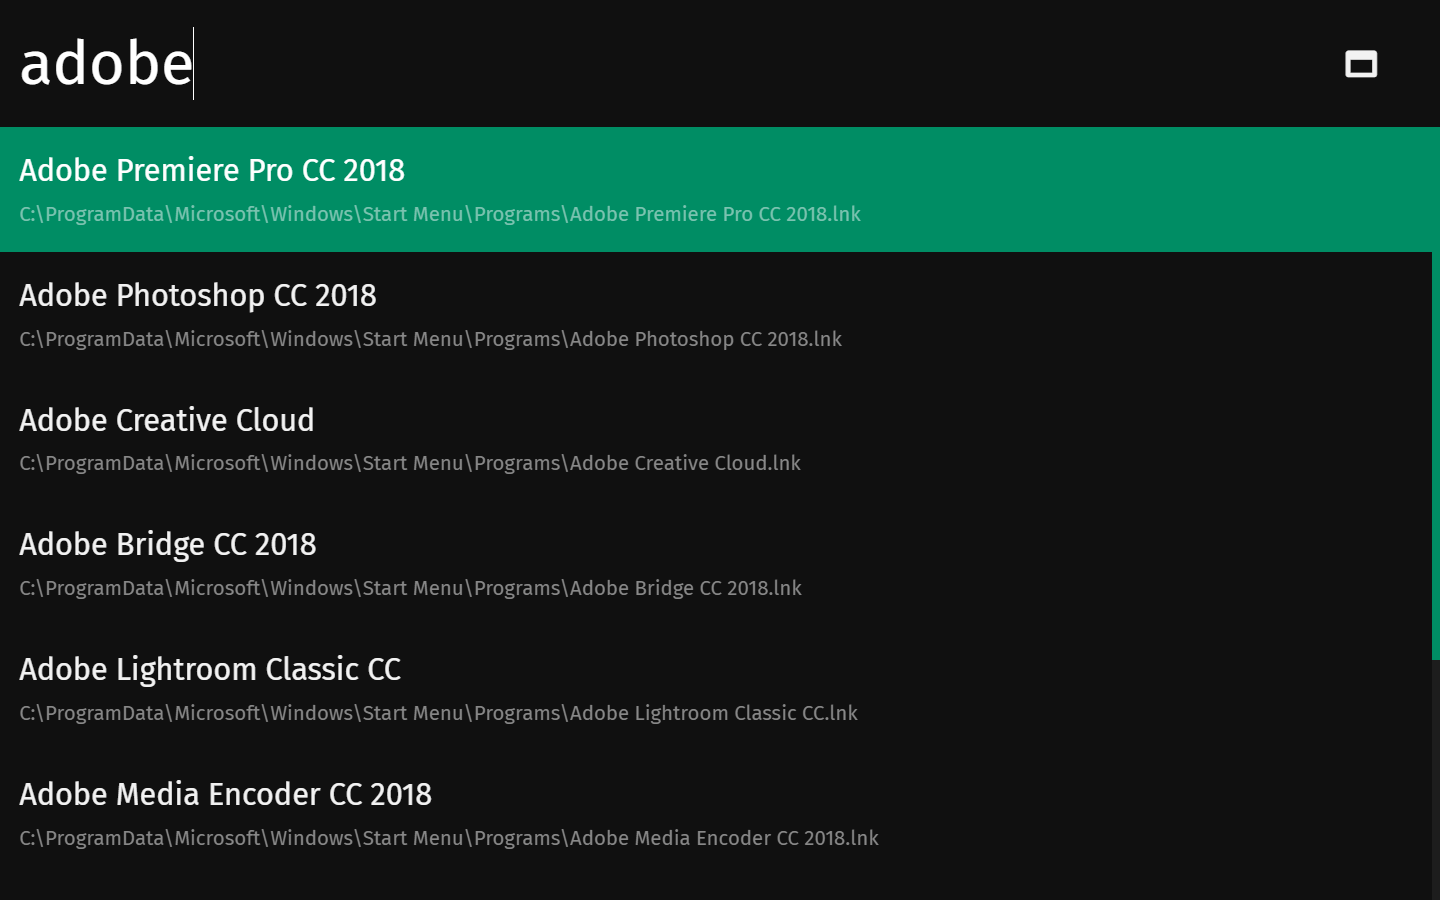 adobe
Adobe Premiere Pro CC 2018
C:\ProgramData\Microsoft\Windows\Start Menu\Programs\Adobe Premiere Pro CC 2018.lnk
Adobe Photoshop CC 2018
C:\ProgramData\Microsoft\Windows\Start Menu\Programs\Adobe Photoshop CC 2018.lnk
Adobe Creative Cloud
C:\ProgramData\Microsoft\Windows\Start Menu\Programs\Adobe Creative Cloud.lnk
Adobe Bridge CC 2018
C:\ProgramData\Microsoft\Windows\Start Menu\Programs\Adobe Bridge CC 2018.lnk
Adobe Lightroom Classic CC
C:\ProgramData\Microsoft\Windows\Start Menu\Programs\Adobe Lightroom Classic CC.lnk
Adobe Media Encoder CC 2018
C:\ProgramData\Microsoft\Windows\Start Menu\Programs\Adobe Media Encoder CC 2018.lnk